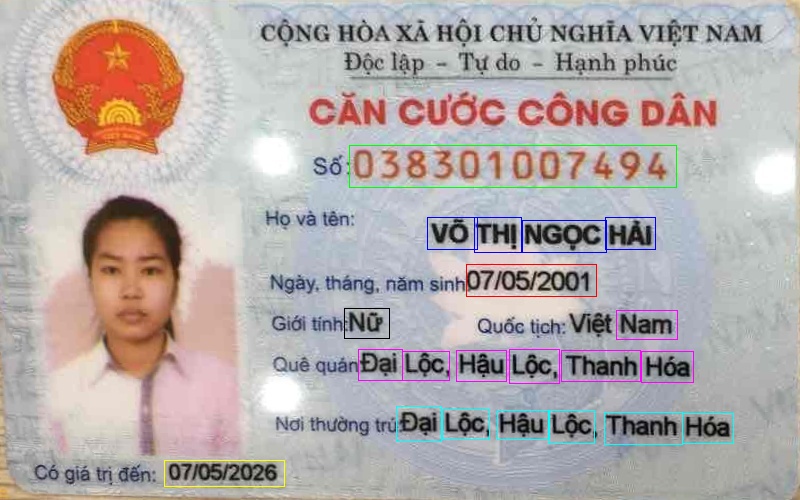 CỘNG HÒA XÃ HỘI CHỦ NGHĨA VIỆT NAM
Độc lập - Tự do - Hạnh phúc
CĂN CƯỚC CÔNG DÂN
Số: 038301007494
Họ và tên: VÕ THỊ NGỌC HẢI
Ngày, tháng, năm sinh 07/05/2001
Giới tính: Nữ Quốc tịch: Việt Nam
Quê quán Đại Lộc, Hậu Lộc, Thanh Hóa
Nơi thường trú Đại Lộc, Hậu Lộc, Thanh Hóa
Có giá trị đến: 07/05/2026